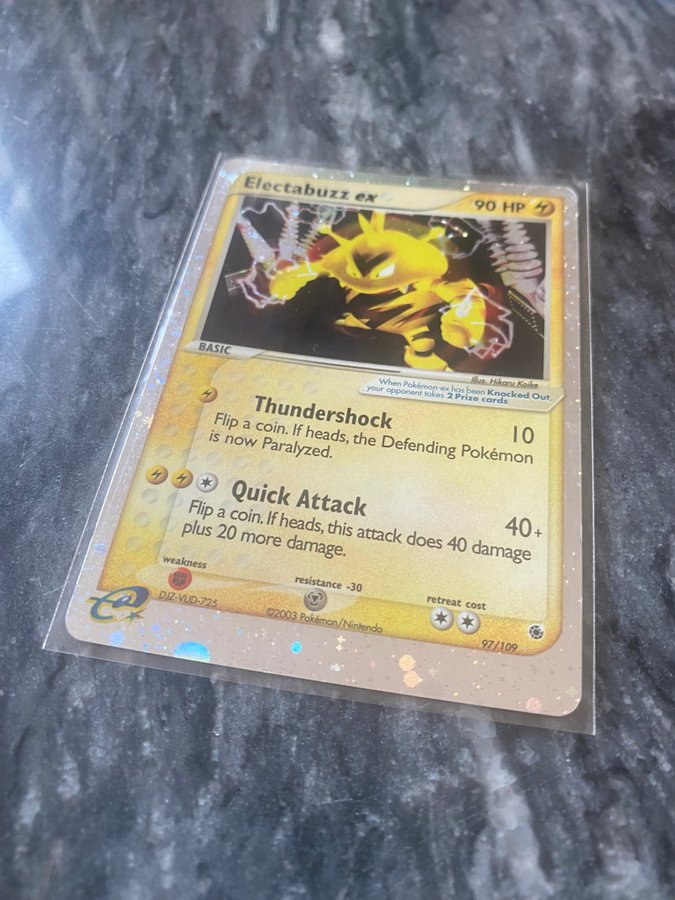 Electabuzz ex
90 HP
BASIC
Illus. Hikaru Koike
When Pokémon-ex has been Knocked Out,
your opponent takes 2 Prize cards.
Thundershock 10
Flip a coin. If heads, the Defending Pokémon
is now Paralyzed.
Quick Attack 40+
Flip a coin. If heads, this attack does 40 damage
plus 20 more damage.
weakness
resistance -30
retreat cost
e
DJZ-VUD-725
©2003 Pokémon/Nintendo
97/109